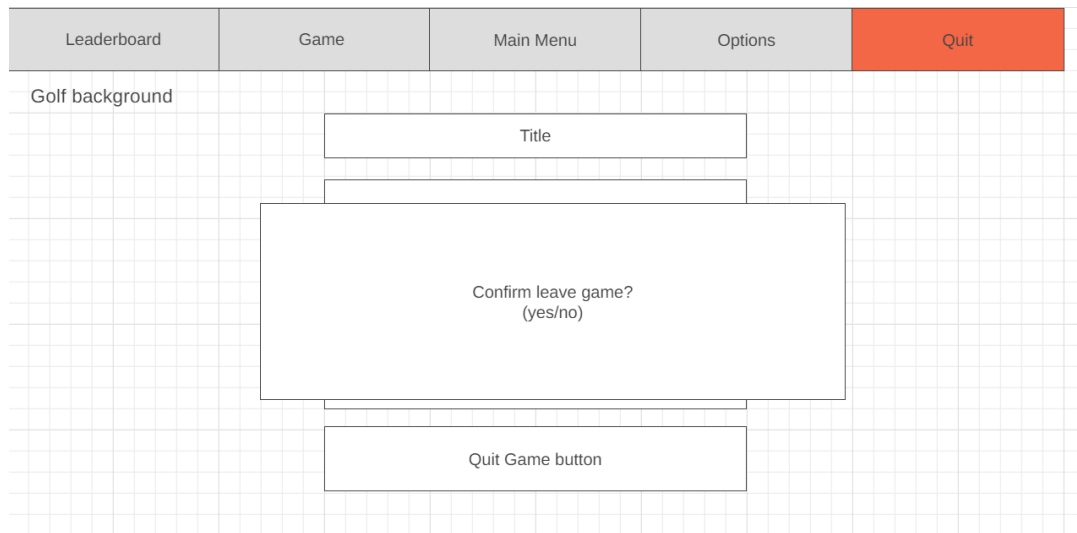 Leaderboard
Game
Main Menu
Options
Quit
Golf background
Title
Confirm leave game?
(yes/no)
Quit Game button